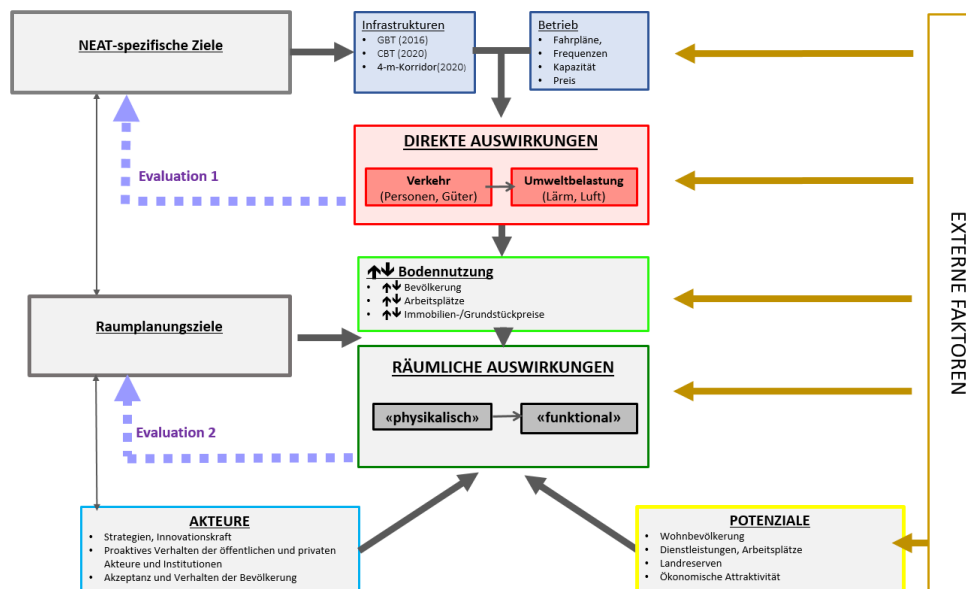 NEAT-spezifische Ziele
Infrastrukturen
• GBT (2016)
• CBT (2020)
• 4-m-Korridor(2020)
Betrieb
• Fahrpläne,
• Frequenzen
• Kapazität
• Preis
DIREKTE AUSWIRKUNGEN
Verkehr
(Personen, Güter)
Umweltbelastung
(Lärm, Luft)
Evaluation 1
Bodennutzung
• Bevölkerung
• Arbeitsplätze
• Immobilien-/Grundstückpreise
Raumplanungsziele
RÄUMLICHE AUSWIRKUNGEN
«physikalisch»
«funktional»
Evaluation 2
AKTEURE
• Strategien, Innovationskraft
• Proaktives Verhalten der öffentlichen und privaten
Akteure und Institutionen
• Akzeptanz und Verhalten der Bevölkerung
POTENZIALE
• Wohnbevölkerung
• Dienstleistungen, Arbeitsplätze
• Landreserven
• Ökonomische Attraktivität
EXTERNE FAKTOREN